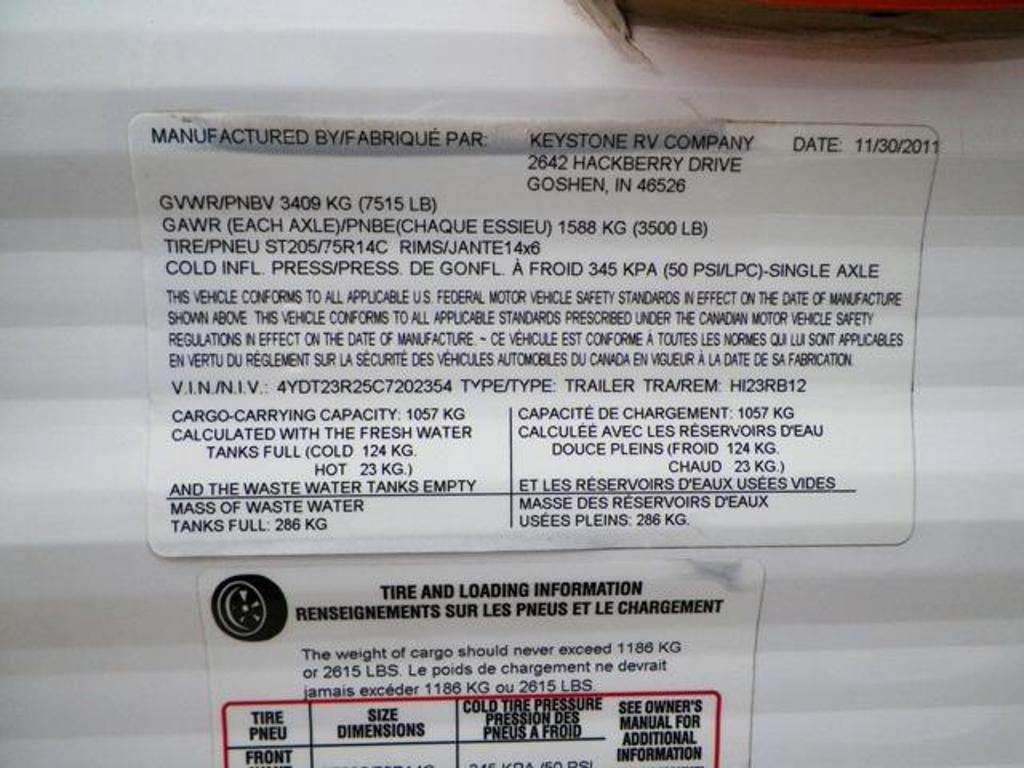 MANUFACTURED BY/FABRIQUÉ PAR: KEYSTONE RV COMPANY DATE: 11/30/2011
2642 HACKBERRY DRIVE
GOSHEN, IN 46526
GVWR/PNBV 3409 KG (7515 LB)
GAWR (EACH AXLE)/PNBE(CHAQUE ESSIEU) 1588 KG (3500 LB)
TIRE/PNEU ST205/75R14C RIMS/JANTE14x6
COLD INFL. PRESS/PRESS. DE GONFL. À FROID 345 KPA (50 PSI/LPC)-SINGLE AXLE
THIS VEHICLE CONFORMS TO ALL APPLICABLE U.S. FEDERAL MOTOR VEHICLE SAFETY STANDARDS IN EFFECT ON THE DATE OF MANUFACTURE
SHOWN ABOVE. THIS VEHICLE CONFORMS TO ALL APPLICABLE STANDARDS PRESCRIBED UNDER THE CANADIAN MOTOR VEHICLE SAFETY
REGULATIONS IN EFFECT ON THE DATE OF MANUFACTURE. ~ CE VÉHICULE EST CONFORME À TOUTES LES NORMES QUI LUI SONT APPLICABLES
EN VERTU DU RÉGLEMENT SUR LA SÉCURITÉ DES VÉHICULES AUTOMOBILES DU CANADA EN VIGUEUR À LA DATE DE SA FABRICATION.
V.I.N./N.I.V.: 4YDT23R25C7202354 TYPE/TYPE: TRAILER TRA/REM: HI23RB12
CARGO-CARRYING CAPACITY: 1057 KG
CALCULATED WITH THE FRESH WATER
TANKS FULL (COLD 124 KG.
HOT 23 KG.)
AND THE WASTE WATER TANKS EMPTY
MASS OF WASTE WATER
TANKS FULL: 286 KG
CAPACITÉ DE CHARGEMENT: 1057 KG
CALCULÉE AVEC LES RÉSERVOIRS D'EAU
DOUCE PLEINS (FROID 124 KG.
CHAUD 23 KG.)
ET LES RÉSERVOIRS D'EAUX USÉES VIDES
MASSE DES RÉSERVOIRS D'EAUX
USÉES PLEINS: 286 KG.
TIRE AND LOADING INFORMATION
RENSEIGNEMENTS SUR LES PNEUS ET LE CHARGEMENT
The weight of cargo should never exceed 1186 KG
or 2615 LBS. Le poids de chargement ne devrait
jamais excéder 1186 KG ou 2615 LBS.
TIRE
PNEU
SIZE
DIMENSIONS
COLD TIRE PRESSURE
PRESSION DES
PNEUS A FROID
SEE OWNER'S
MANUAL FOR
ADDITIONAL
INFORMATION
FRONT